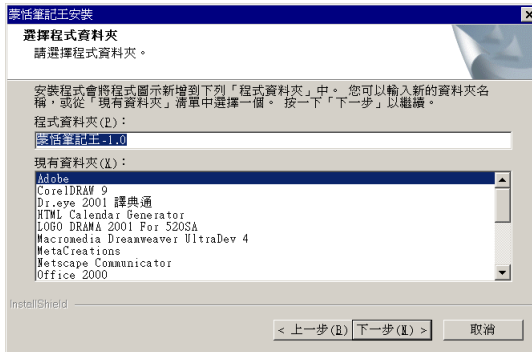 蒙恬筆記王安裝
選擇程式資料夾
請選擇程式資料夾。
安裝程式會將程式圖示新增到下列「程式資料夾」中。 您可以輸入新的資料夾名
稱，或從「現有資料夾」清單中選擇一個。 按一下「下一步」以繼續。
程式資料夾(P)：
蒙恬筆記王-1.0
現有資料夾(X)：
Adobe
CorelDRAW 9
Dr.eye 2001 譯典通
HTML Calendar Generator
LOGO DRAMA 2001 For 520SA
Macromedia Dreamweaver UltraDev 4
MetaCreations
Netscape Communicator
Office 2000
InstallShield
< 上一步(B) 下一步(N) > 取消